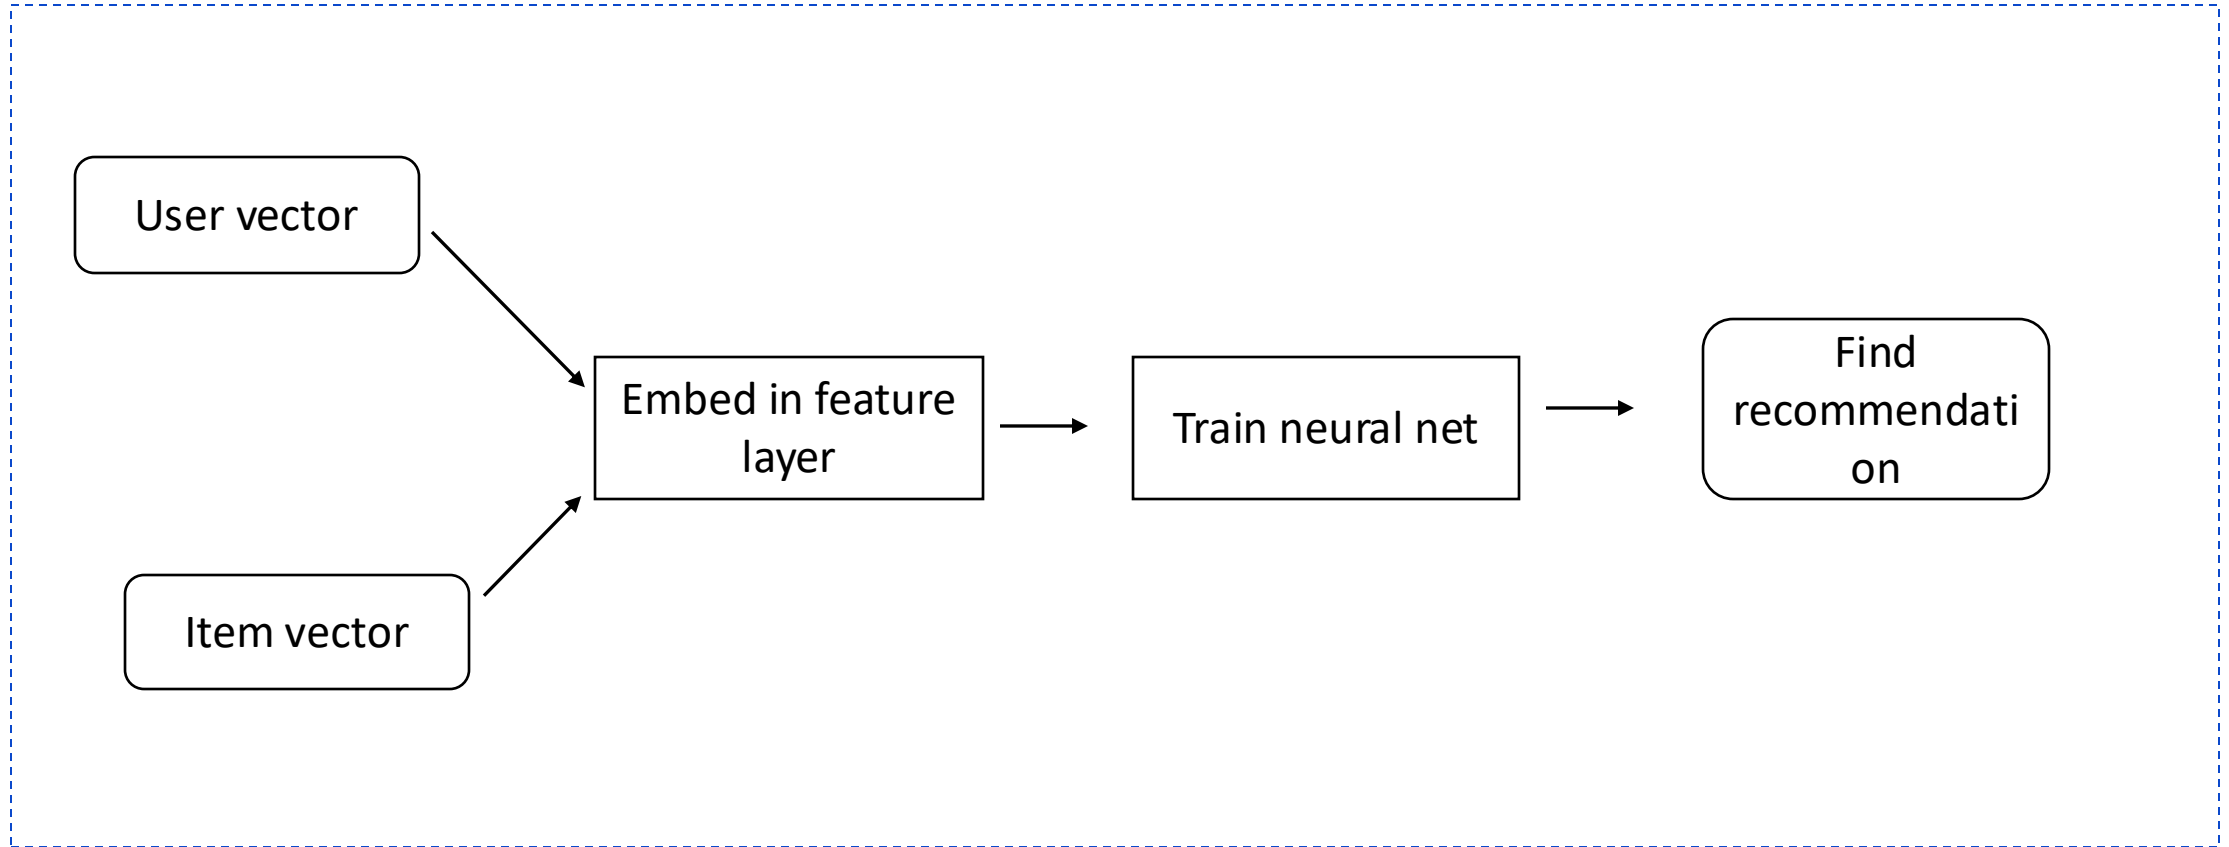 User vector
Embed in feature
layer
Train neural net
Find
recommendati
on
Item vector